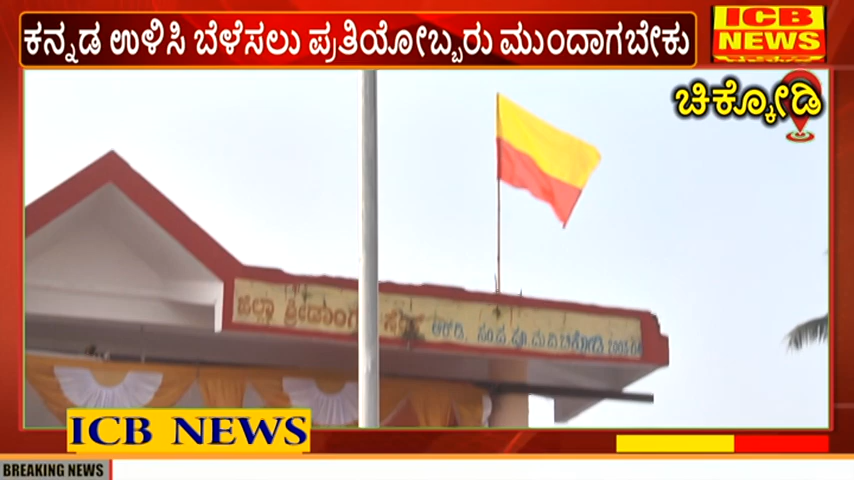 ಕನ್ನಡ ಉಳಿಸಿ ಬೆಳೆಸಲು ಪ್ರತಿಯೋಬ್ಬರು ಮುಂದಾಗಬೇಕು
ICB
NEWS
ಚಿಕ್ಕೋಡಿ
ಜಿಲ್ಲಾ ಕ್ರೀಡಾಂಗ
ICB NEWS
BREAKING NEWS